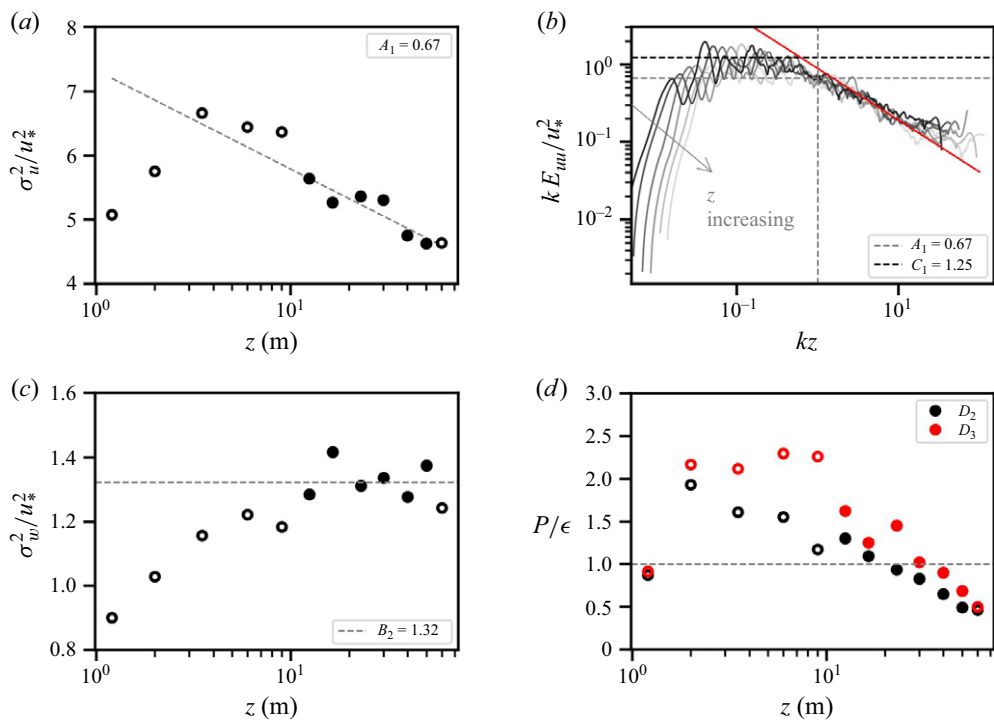 (a)
A₁ = 0.67
8
7
6
5
4
σ²ᵤ/u²⁎
10⁰
10¹
z (m)
(b)
10⁰
10⁻¹
10⁻²
k Eᵤᵤ/u²⁎
z
increasing
A₁ = 0.67
C₁ = 1.25
10⁻¹
10¹
kz
(c)
1.6
1.4
1.2
1.0
0.8
σ²w/u²⁎
B₂ = 1.32
10⁰
10¹
z (m)
(d)
3.0
2.5
2.0
1.5
1.0
0.5
0
P/ϵ
D₂
D₃
10⁰
10¹
z (m)